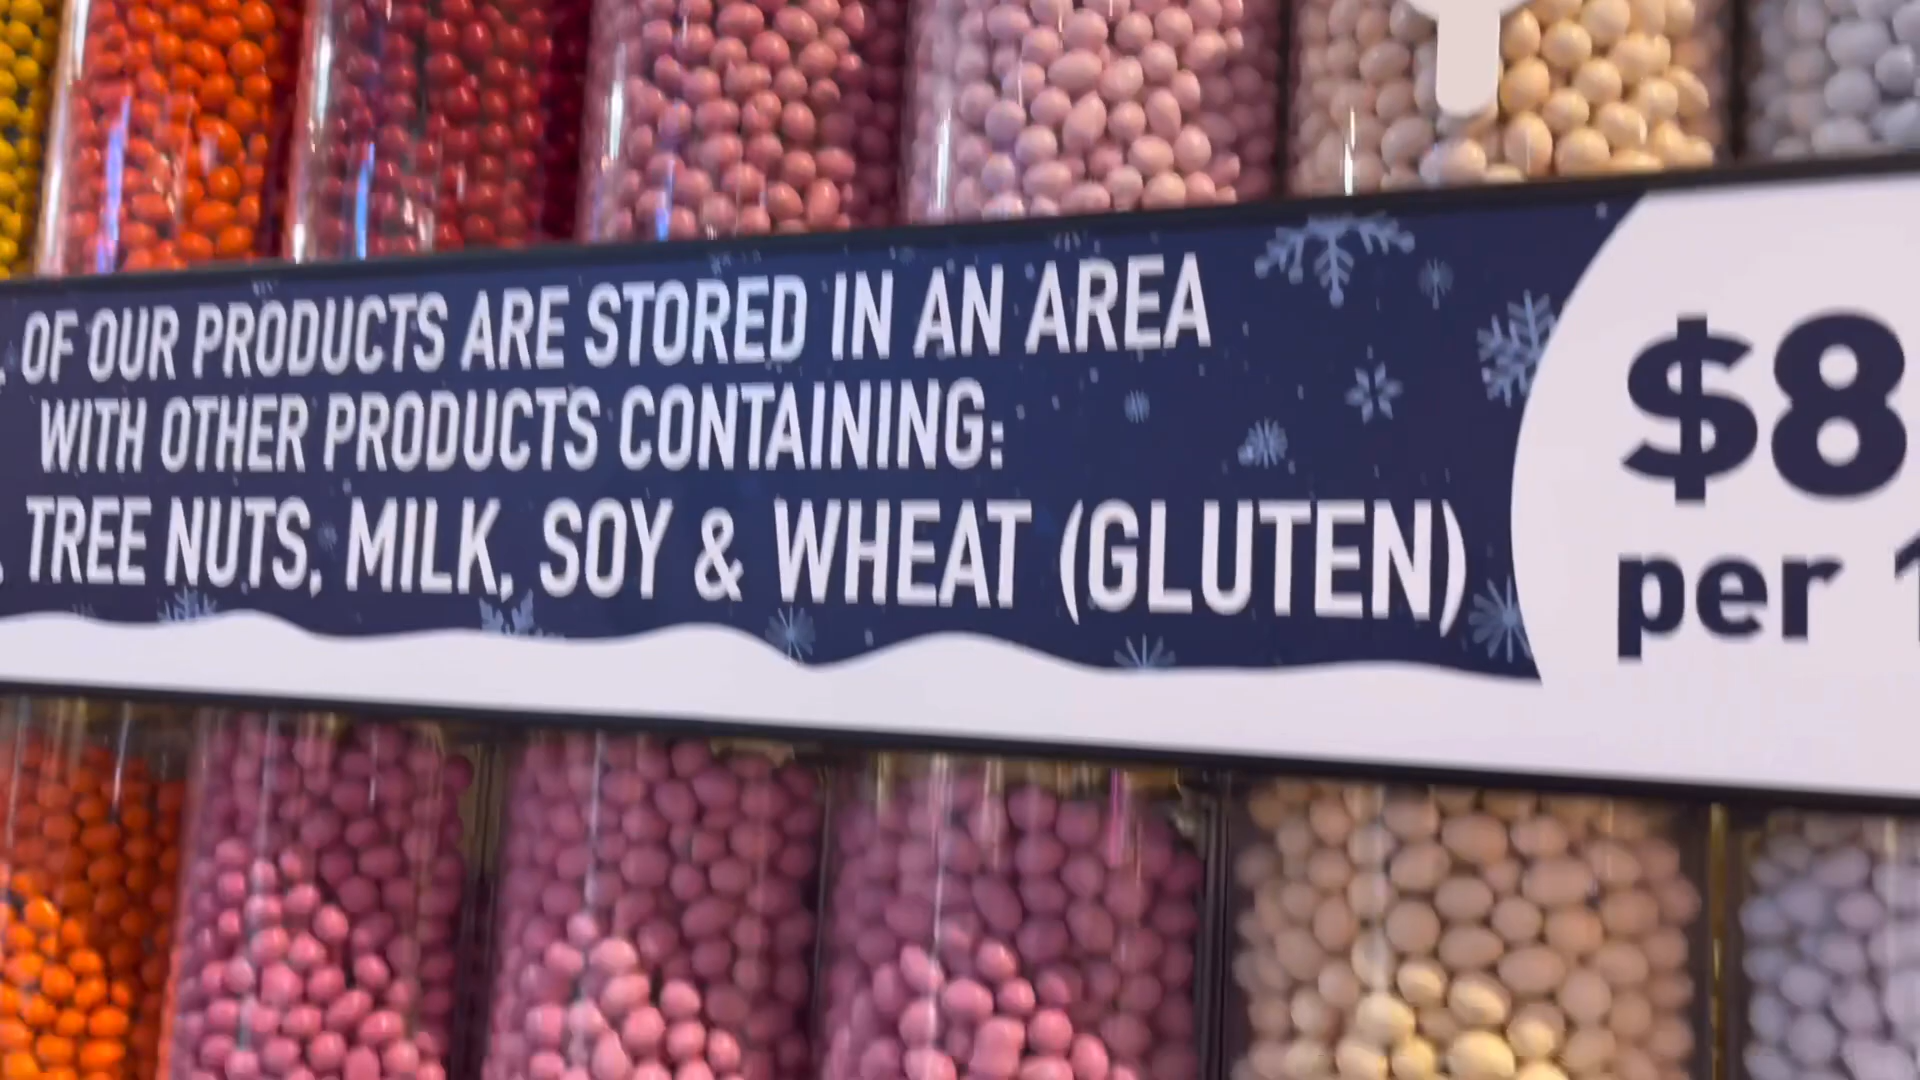 OF OUR PRODUCTS ARE STORED IN AN AREA
WITH OTHER PRODUCTS CONTAINING:
TREE NUTS, MILK, SOY & WHEAT (GLUTEN)
$8
per 1